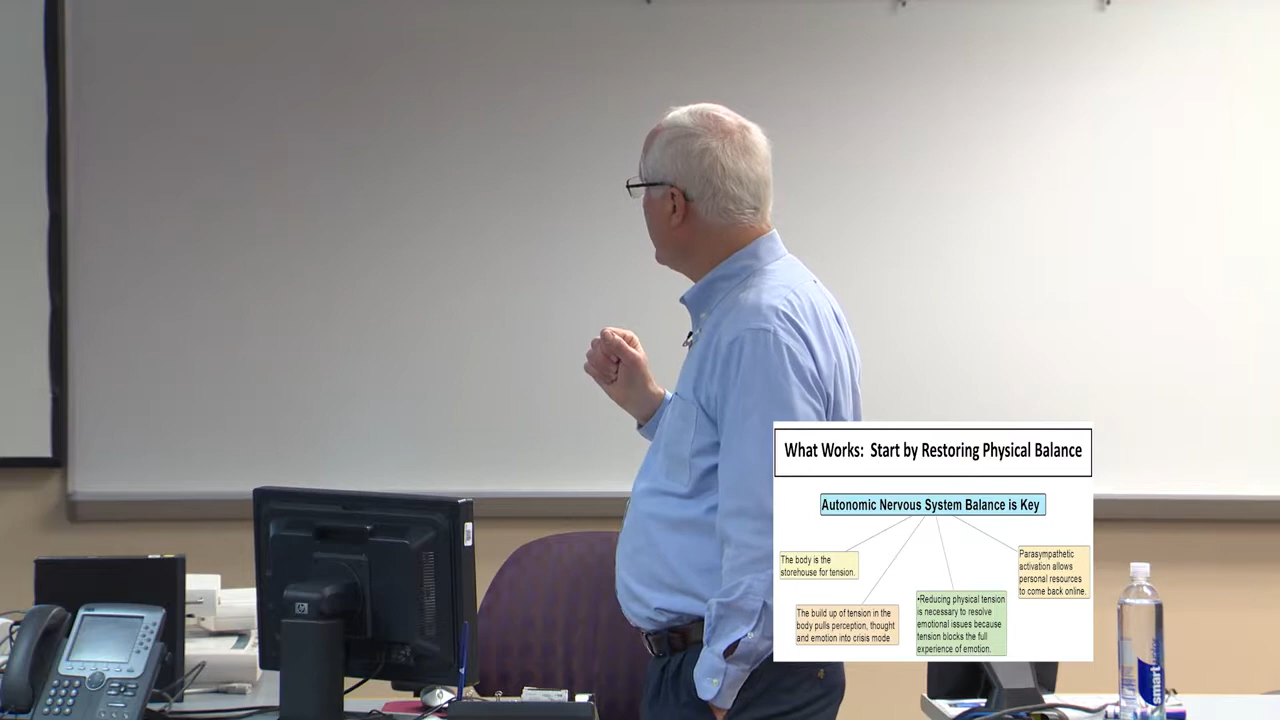 What Works: Start by Restoring Physical Balance
Autonomic Nervous System Balance is Key
The body is the
storehouse for tension.
The build up of tension in the
body pulls perception, thought
and emotion into crisis mode
•Reducing physical tension
is necessary to resolve
emotional issues because
tension blocks the full
experience of emotion.
Parasympathetic
activation allows
personal resources
to come back online.
hp
smart